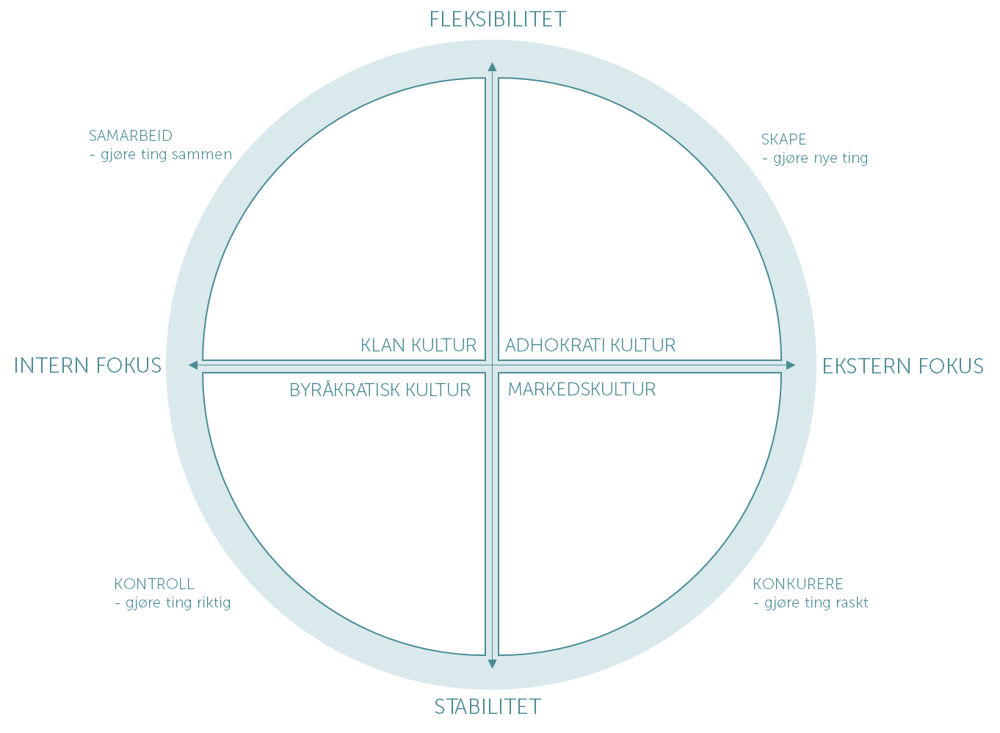 FLEKSIBILITET
SAMARBEID
- gjøre ting sammen
SKAPE
- gjøre nye ting
KLAN KULTUR
ADHOKRATI KULTUR
INTERN FOKUS
EKSTERN FOKUS
BYRÅKRATISK KULTUR
MARKEDSKULTUR
KONTROLL
- gjøre ting riktig
KONKURERE
- gjøre ting raskt
STABILITET